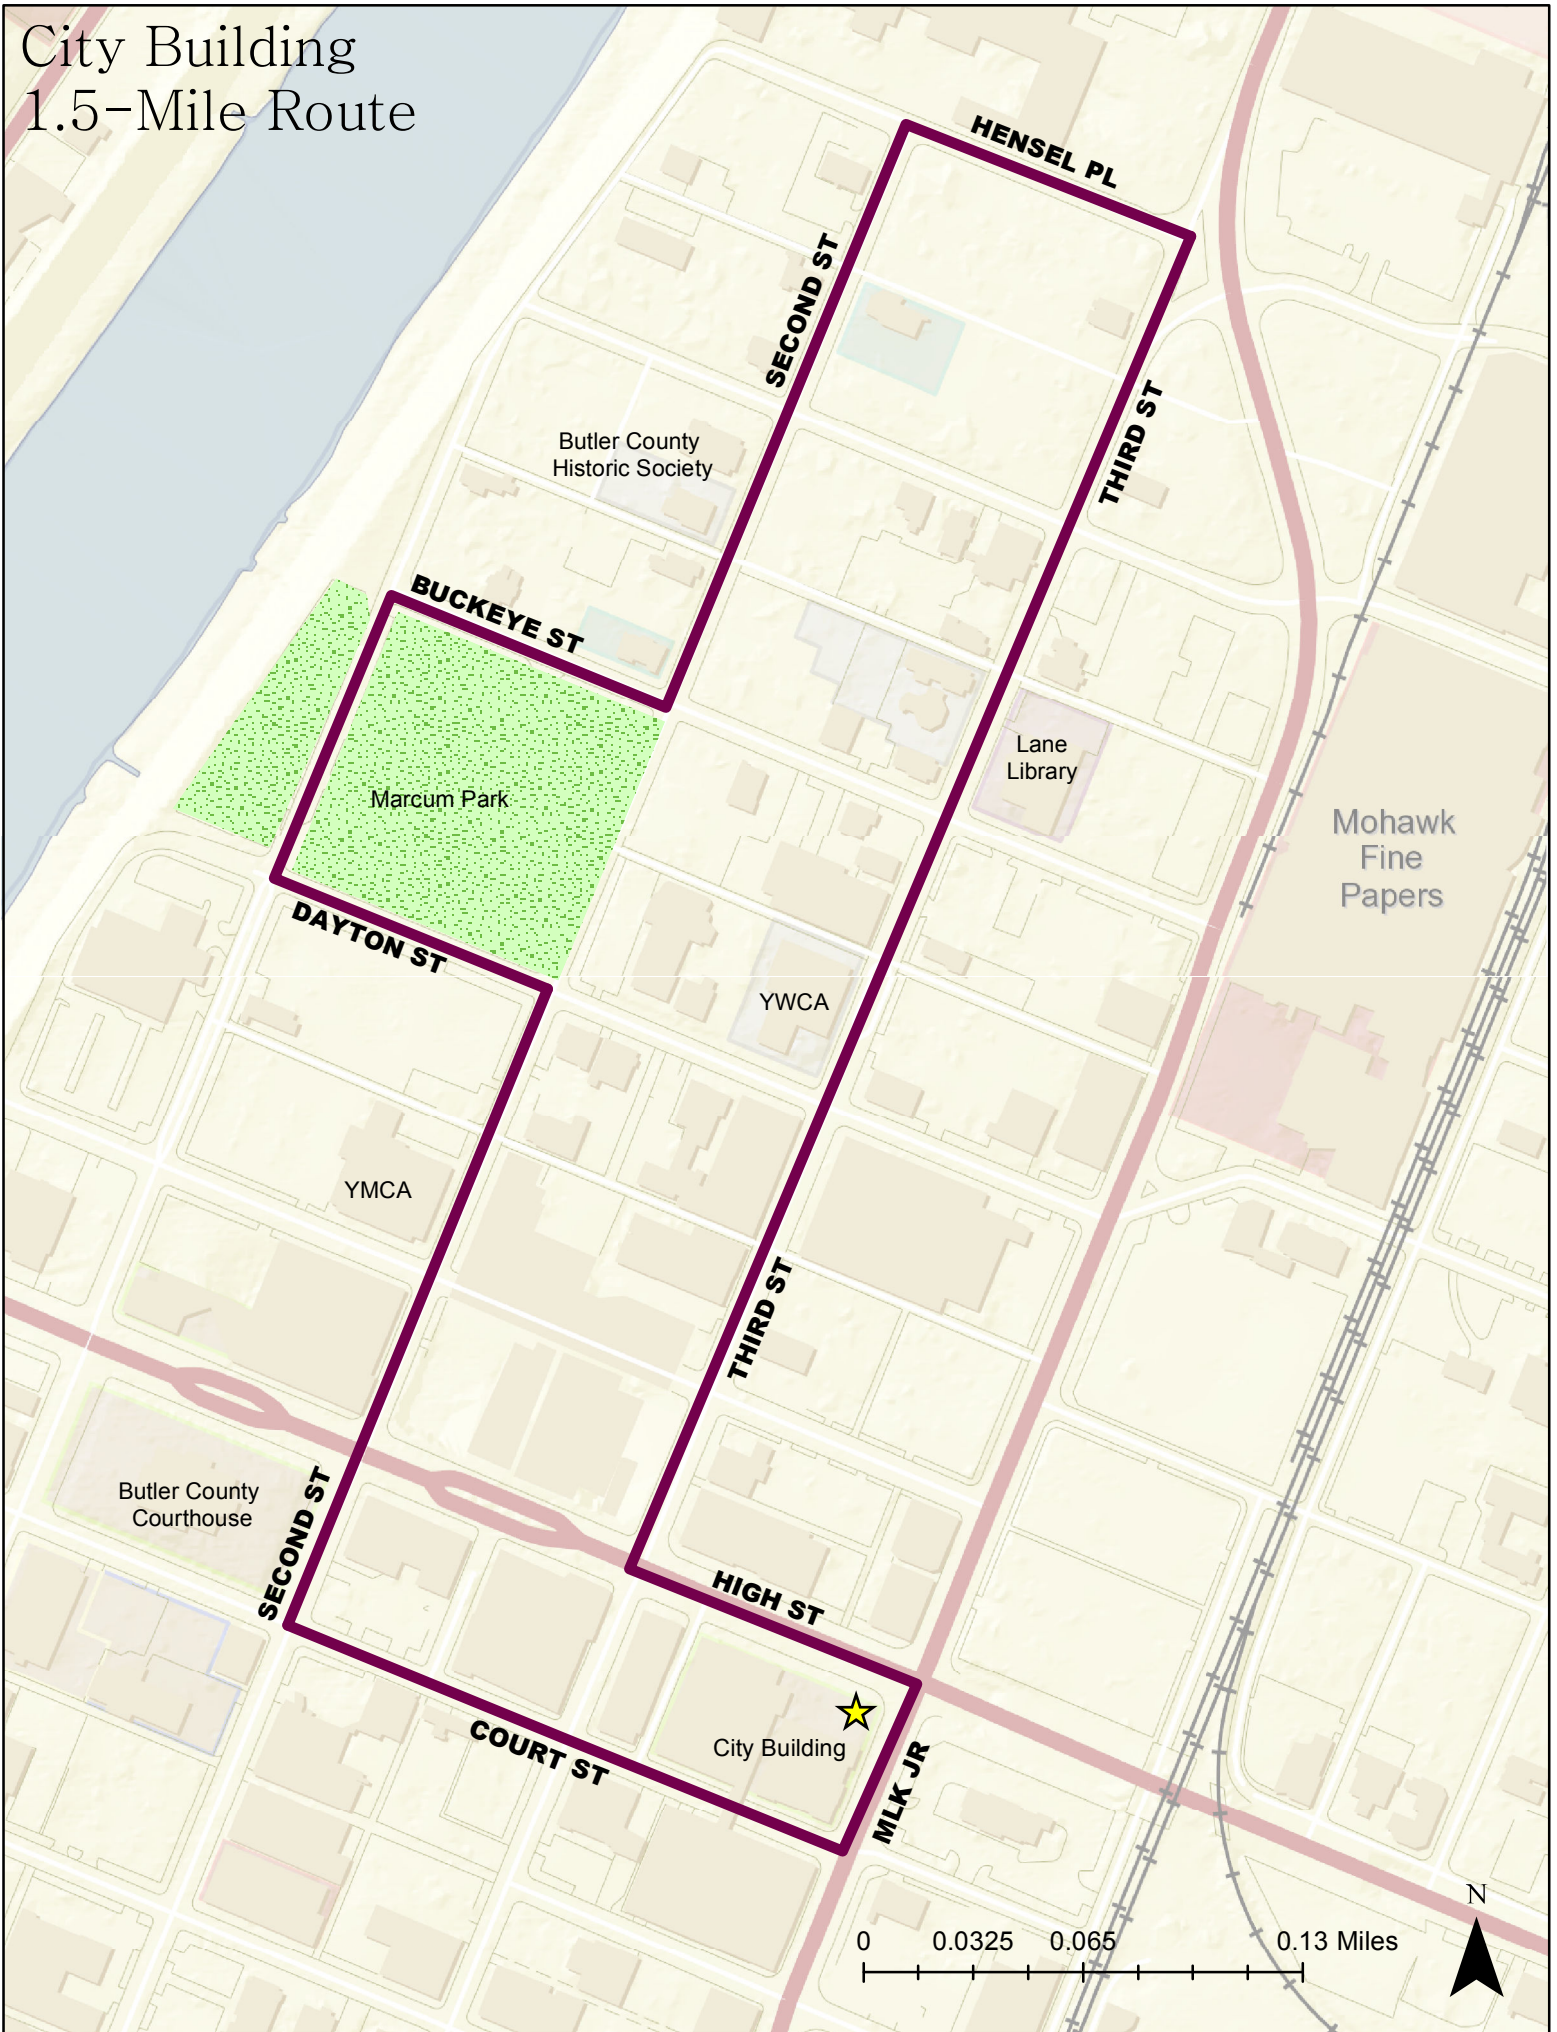 City Building
1.5-Mile Route
HENSEL PL
SECOND ST
THIRD ST
Butler County
Historic Society
BUCKEYE ST
Lane
Library
Marcum Park
Mohawk
Fine
Papers
DAYTON ST
YWCA
YMCA
THIRD ST
Butler County
Courthouse
SECOND ST
HIGH ST
City Building
COURT ST
MLK JR
N
0 0.0325 0.065 0.13 Miles